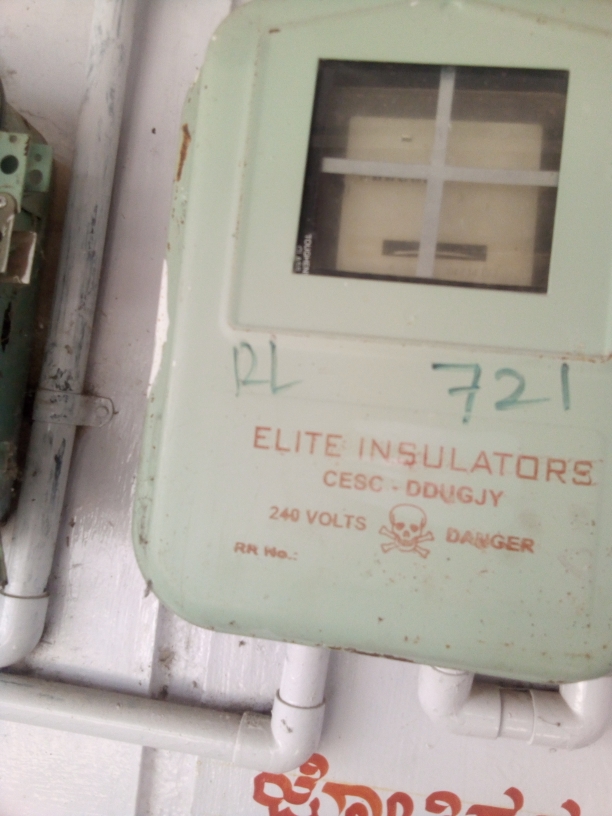 RL 721
ELITE INSULATORS
CESC - DDUGJY
240 VOLTS DANGER
RR No.: